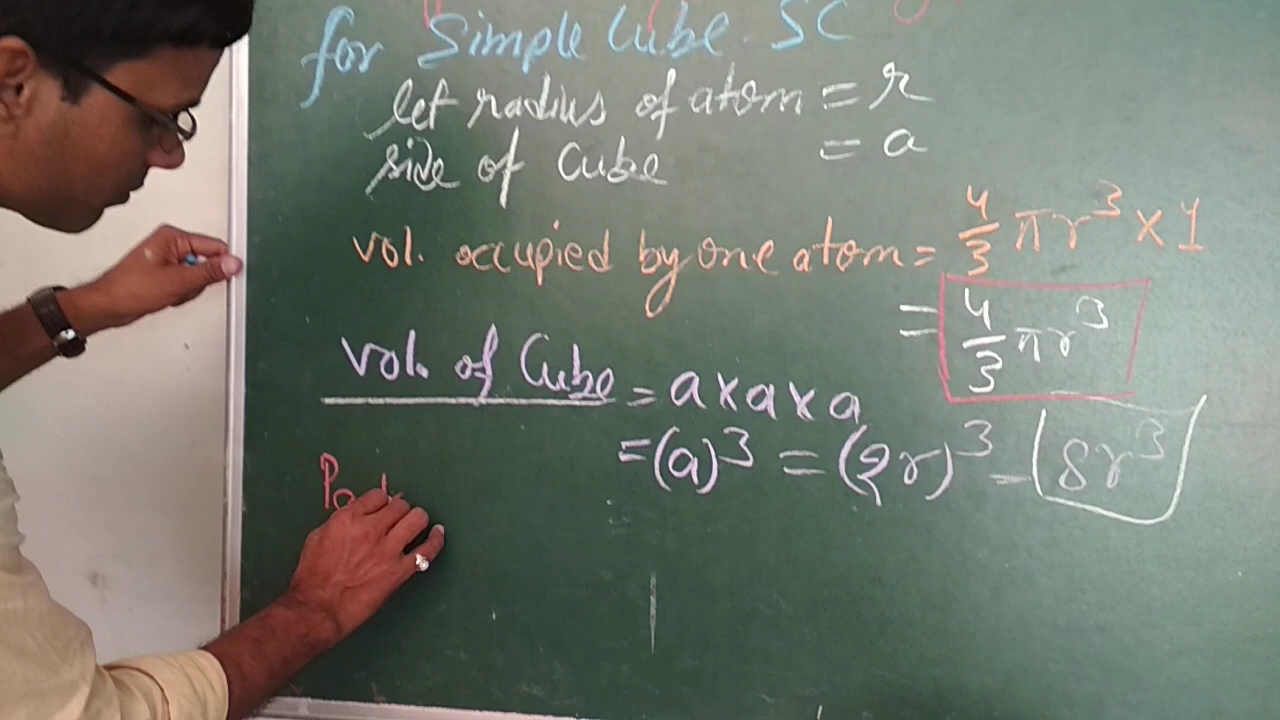 for Simple Cube SC
let radius of atom = r
side of Cube = a
vol. occupied by one atom = 4/3 πr³ x 1
= 4/3 πr³
Vol. of Cube = a x a x a
= (a)³ = (2r)³ = 8r³